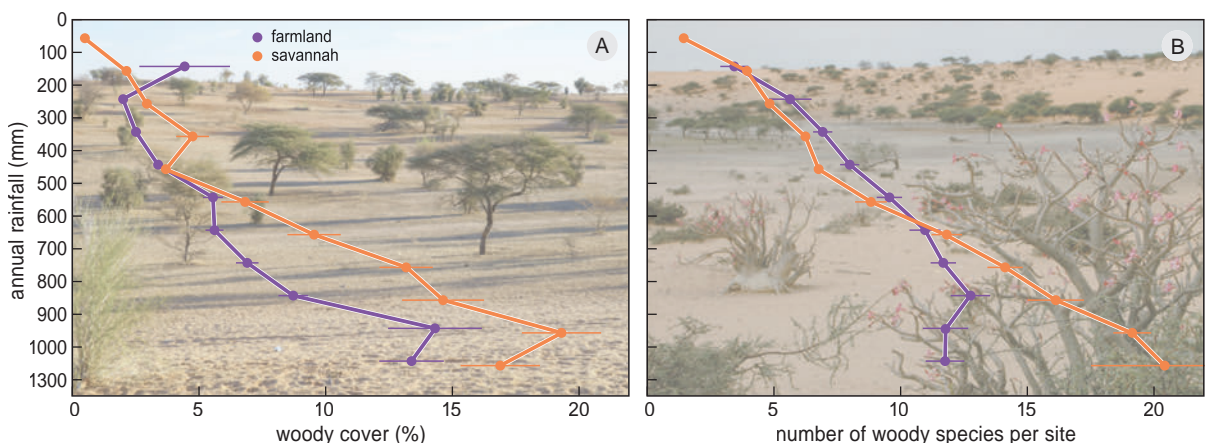 0
100
200
300
400
500
600
700
800
900
1000
1300
annual rainfall (mm)
farmland
savannah
A
0 5 10 15 20
woody cover (%)
B
0 5 10 15 20
number of woody species per site